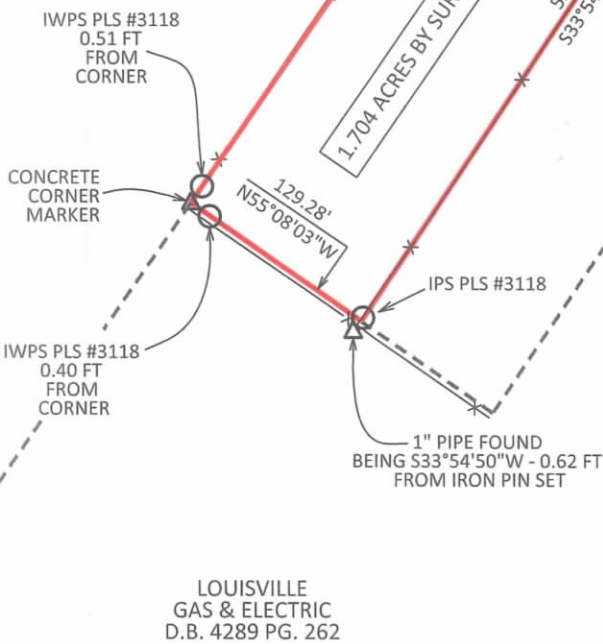 IWPS PLS #3118
0.51 FT
FROM
CORNER
1.704 ACRES BY
CONCRETE
CORNER
MARKER
129.28'
N55°08'03"W
IPS PLS #3118
IWPS PLS #3118
0.40 FT
FROM
CORNER
1" PIPE FOUND
BEING S33°54'50"W - 0.62 FT
FROM IRON PIN SET
LOUISVILLE
GAS & ELECTRIC
D.B. 4289 PG. 262